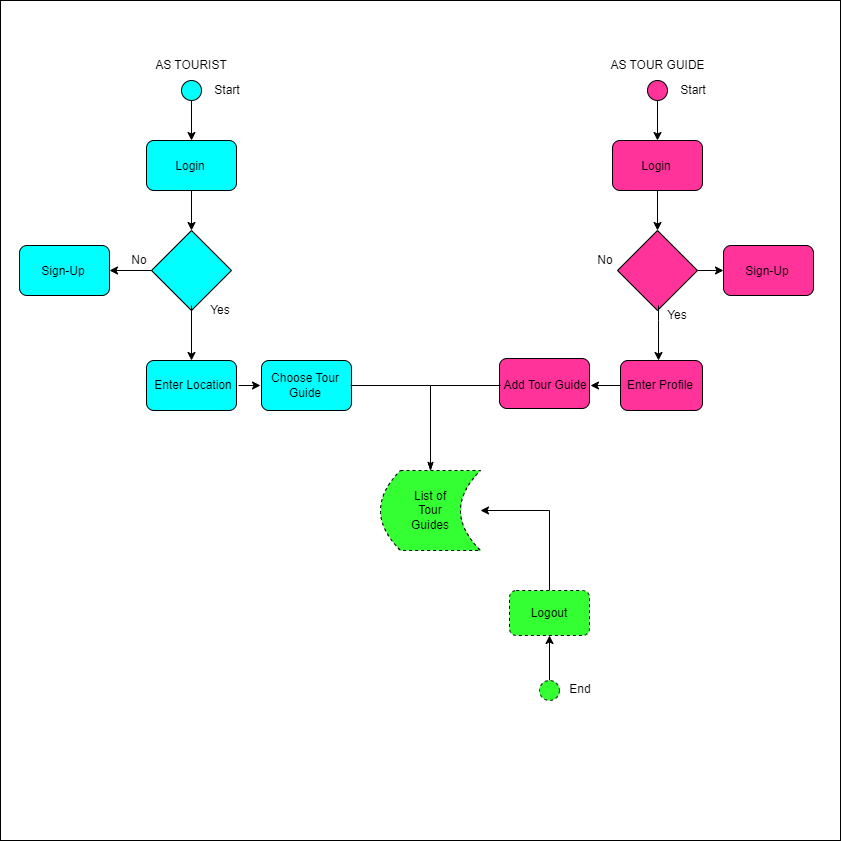 AS TOURIST
AS TOUR GUIDE
Start
Start
Login
Login
No
Sign-Up
Yes
No
Sign-Up
Yes
Enter Location
Choose Tour
Guide
Add Tour Guide
Enter Profile
List of
Tour
Guides
Logout
End